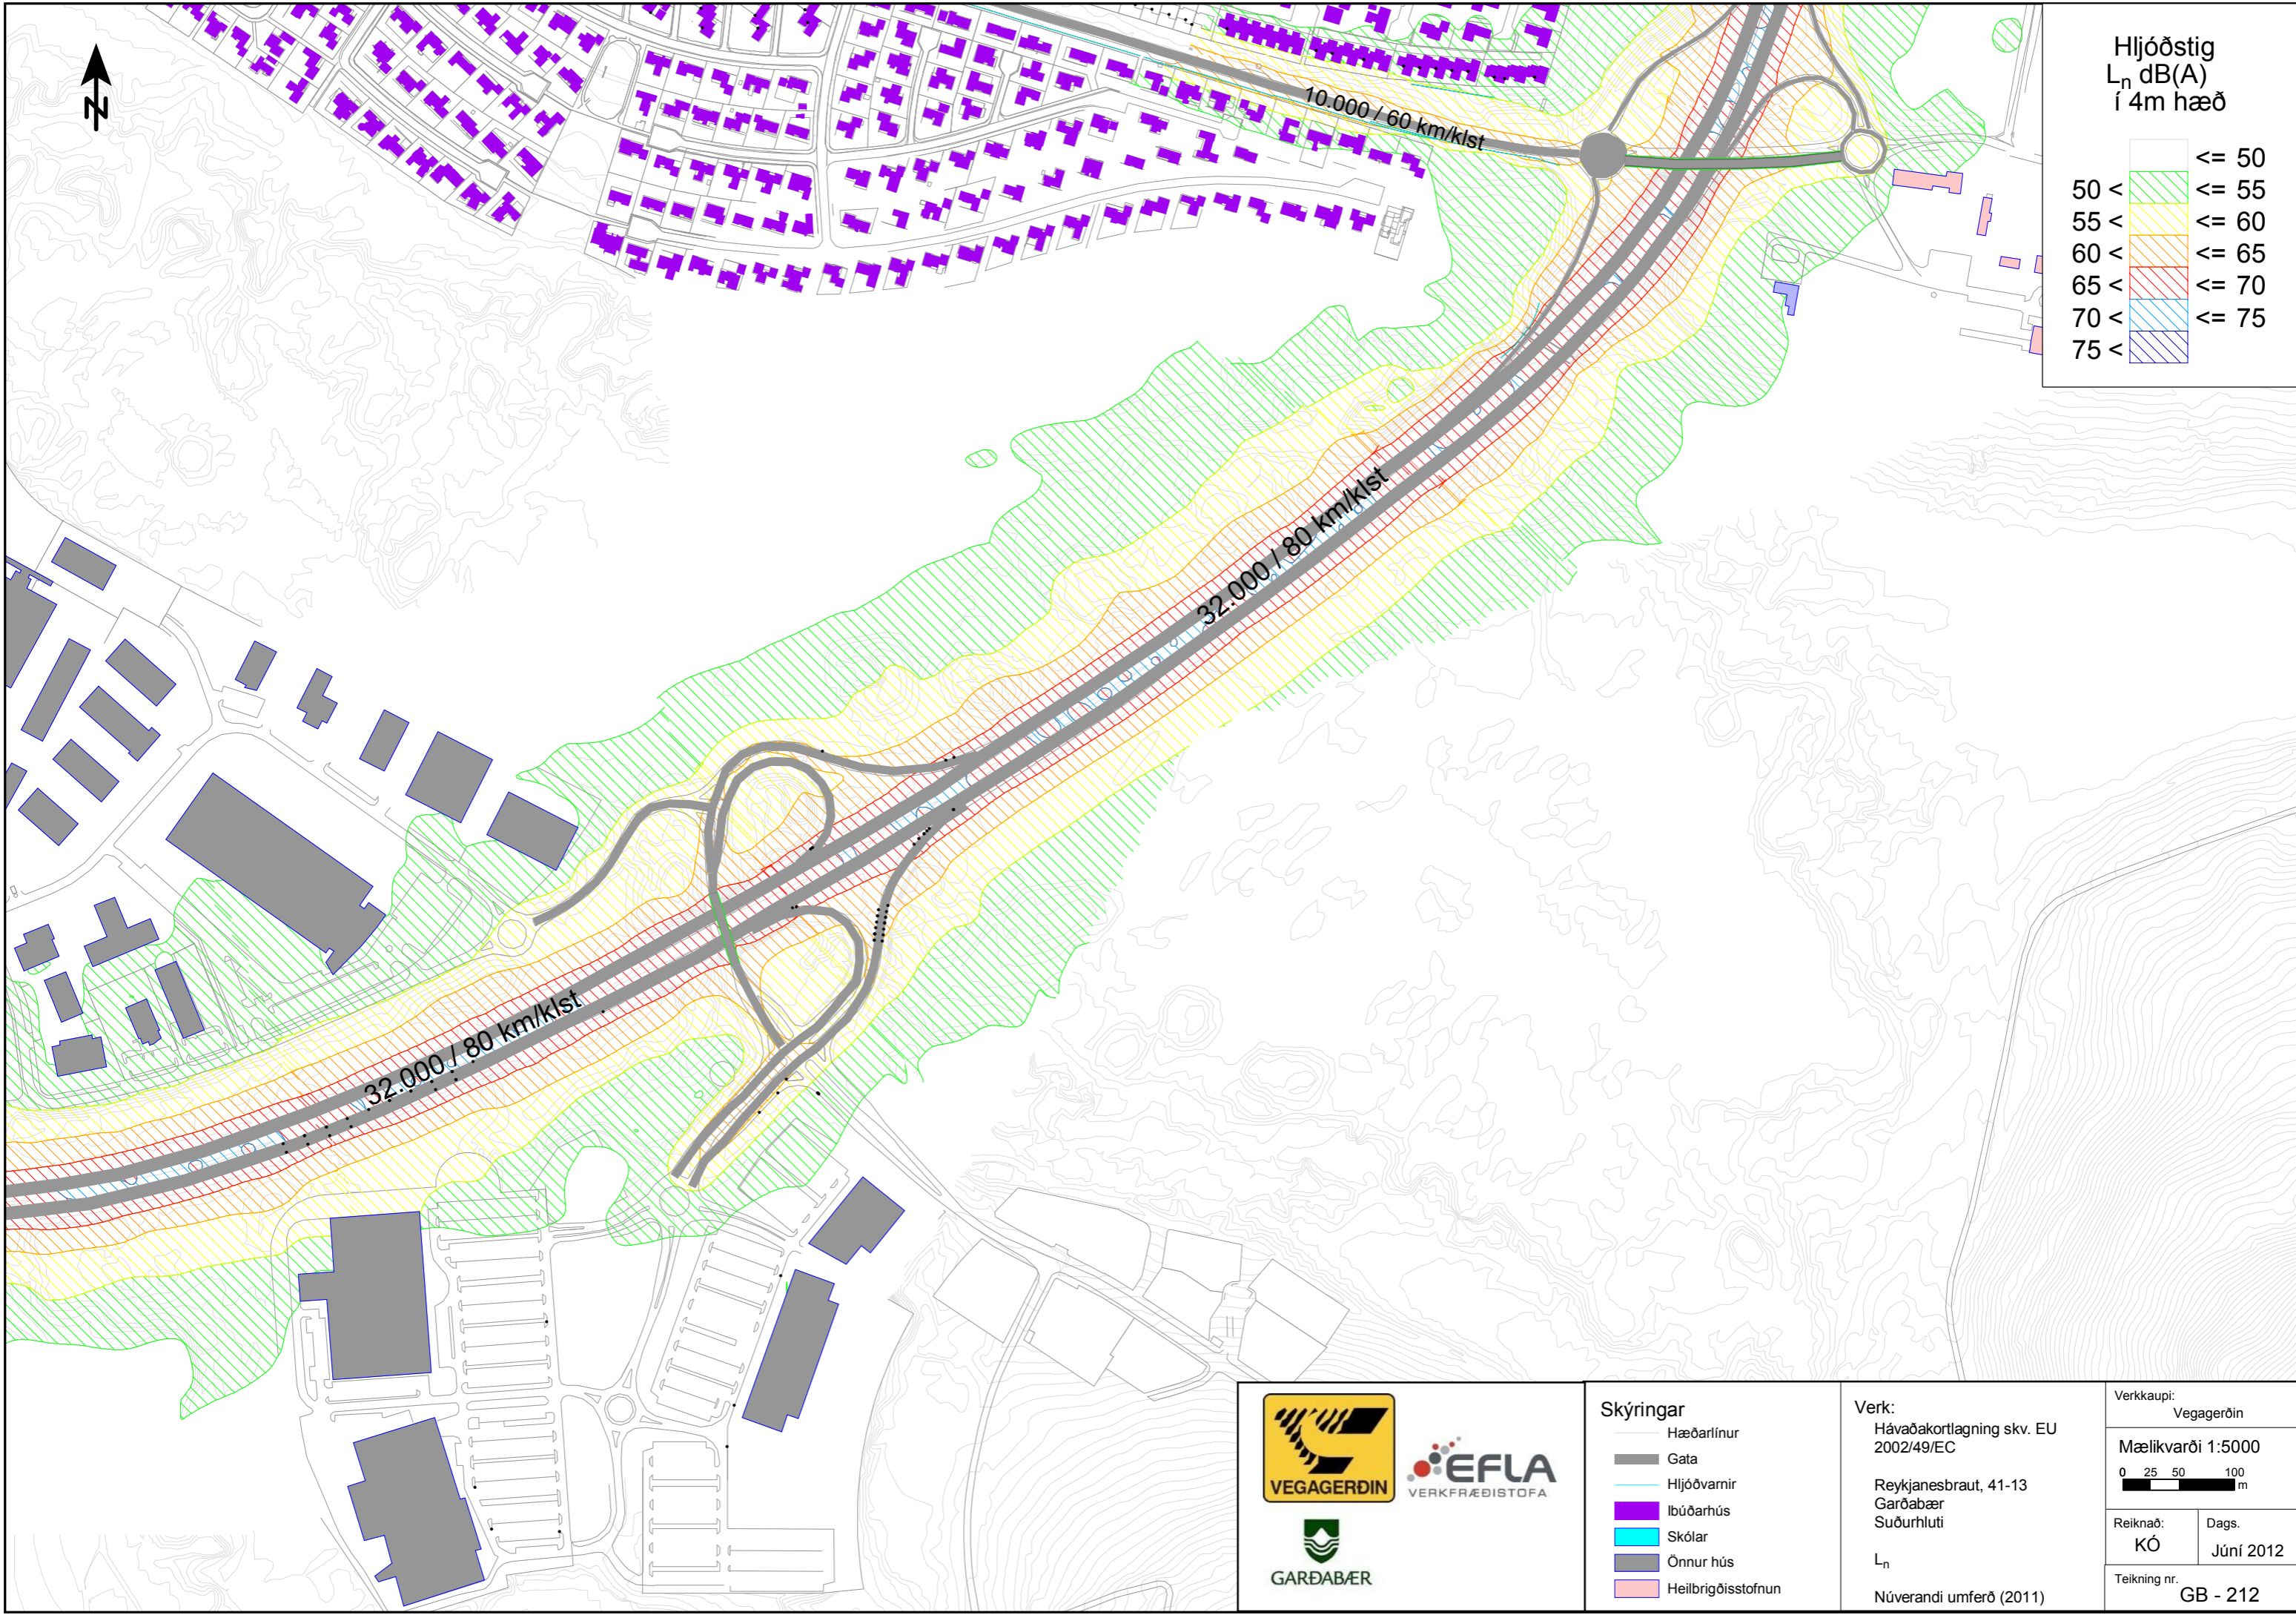 N
10.000 / 60 km/klst
32.000 / 80 km/klst
32.000 / 80 km/klst
Hljóðstig
Ln dB(A)
í 4m hæð
<= 50
50 < <= 55
55 < <= 60
60 < <= 65
65 < <= 70
70 < <= 75
75 <
VEGAGERÐIN
EFLA
VERKFRÆÐISTOFA
GARÐABÆR
Skýringar
Hæðarlínur
Gata
Hljóðvarnir
Ibúðarhús
Skólar
Önnur hús
Heilbrigðisstofnun
Verk:
Hávaðakortlagning skv. EU
2002/49/EC
Reykjanesbraut, 41-13
Garðabær
Suðurhluti
Ln
Núverandi umferð (2011)
Verkkaupi:
Vegagerðin
Mælikvarði 1:5000
0 25 50 100
m
Reiknað:
KÓ
Dags.
Júní 2012
Teikning nr.
GB - 212